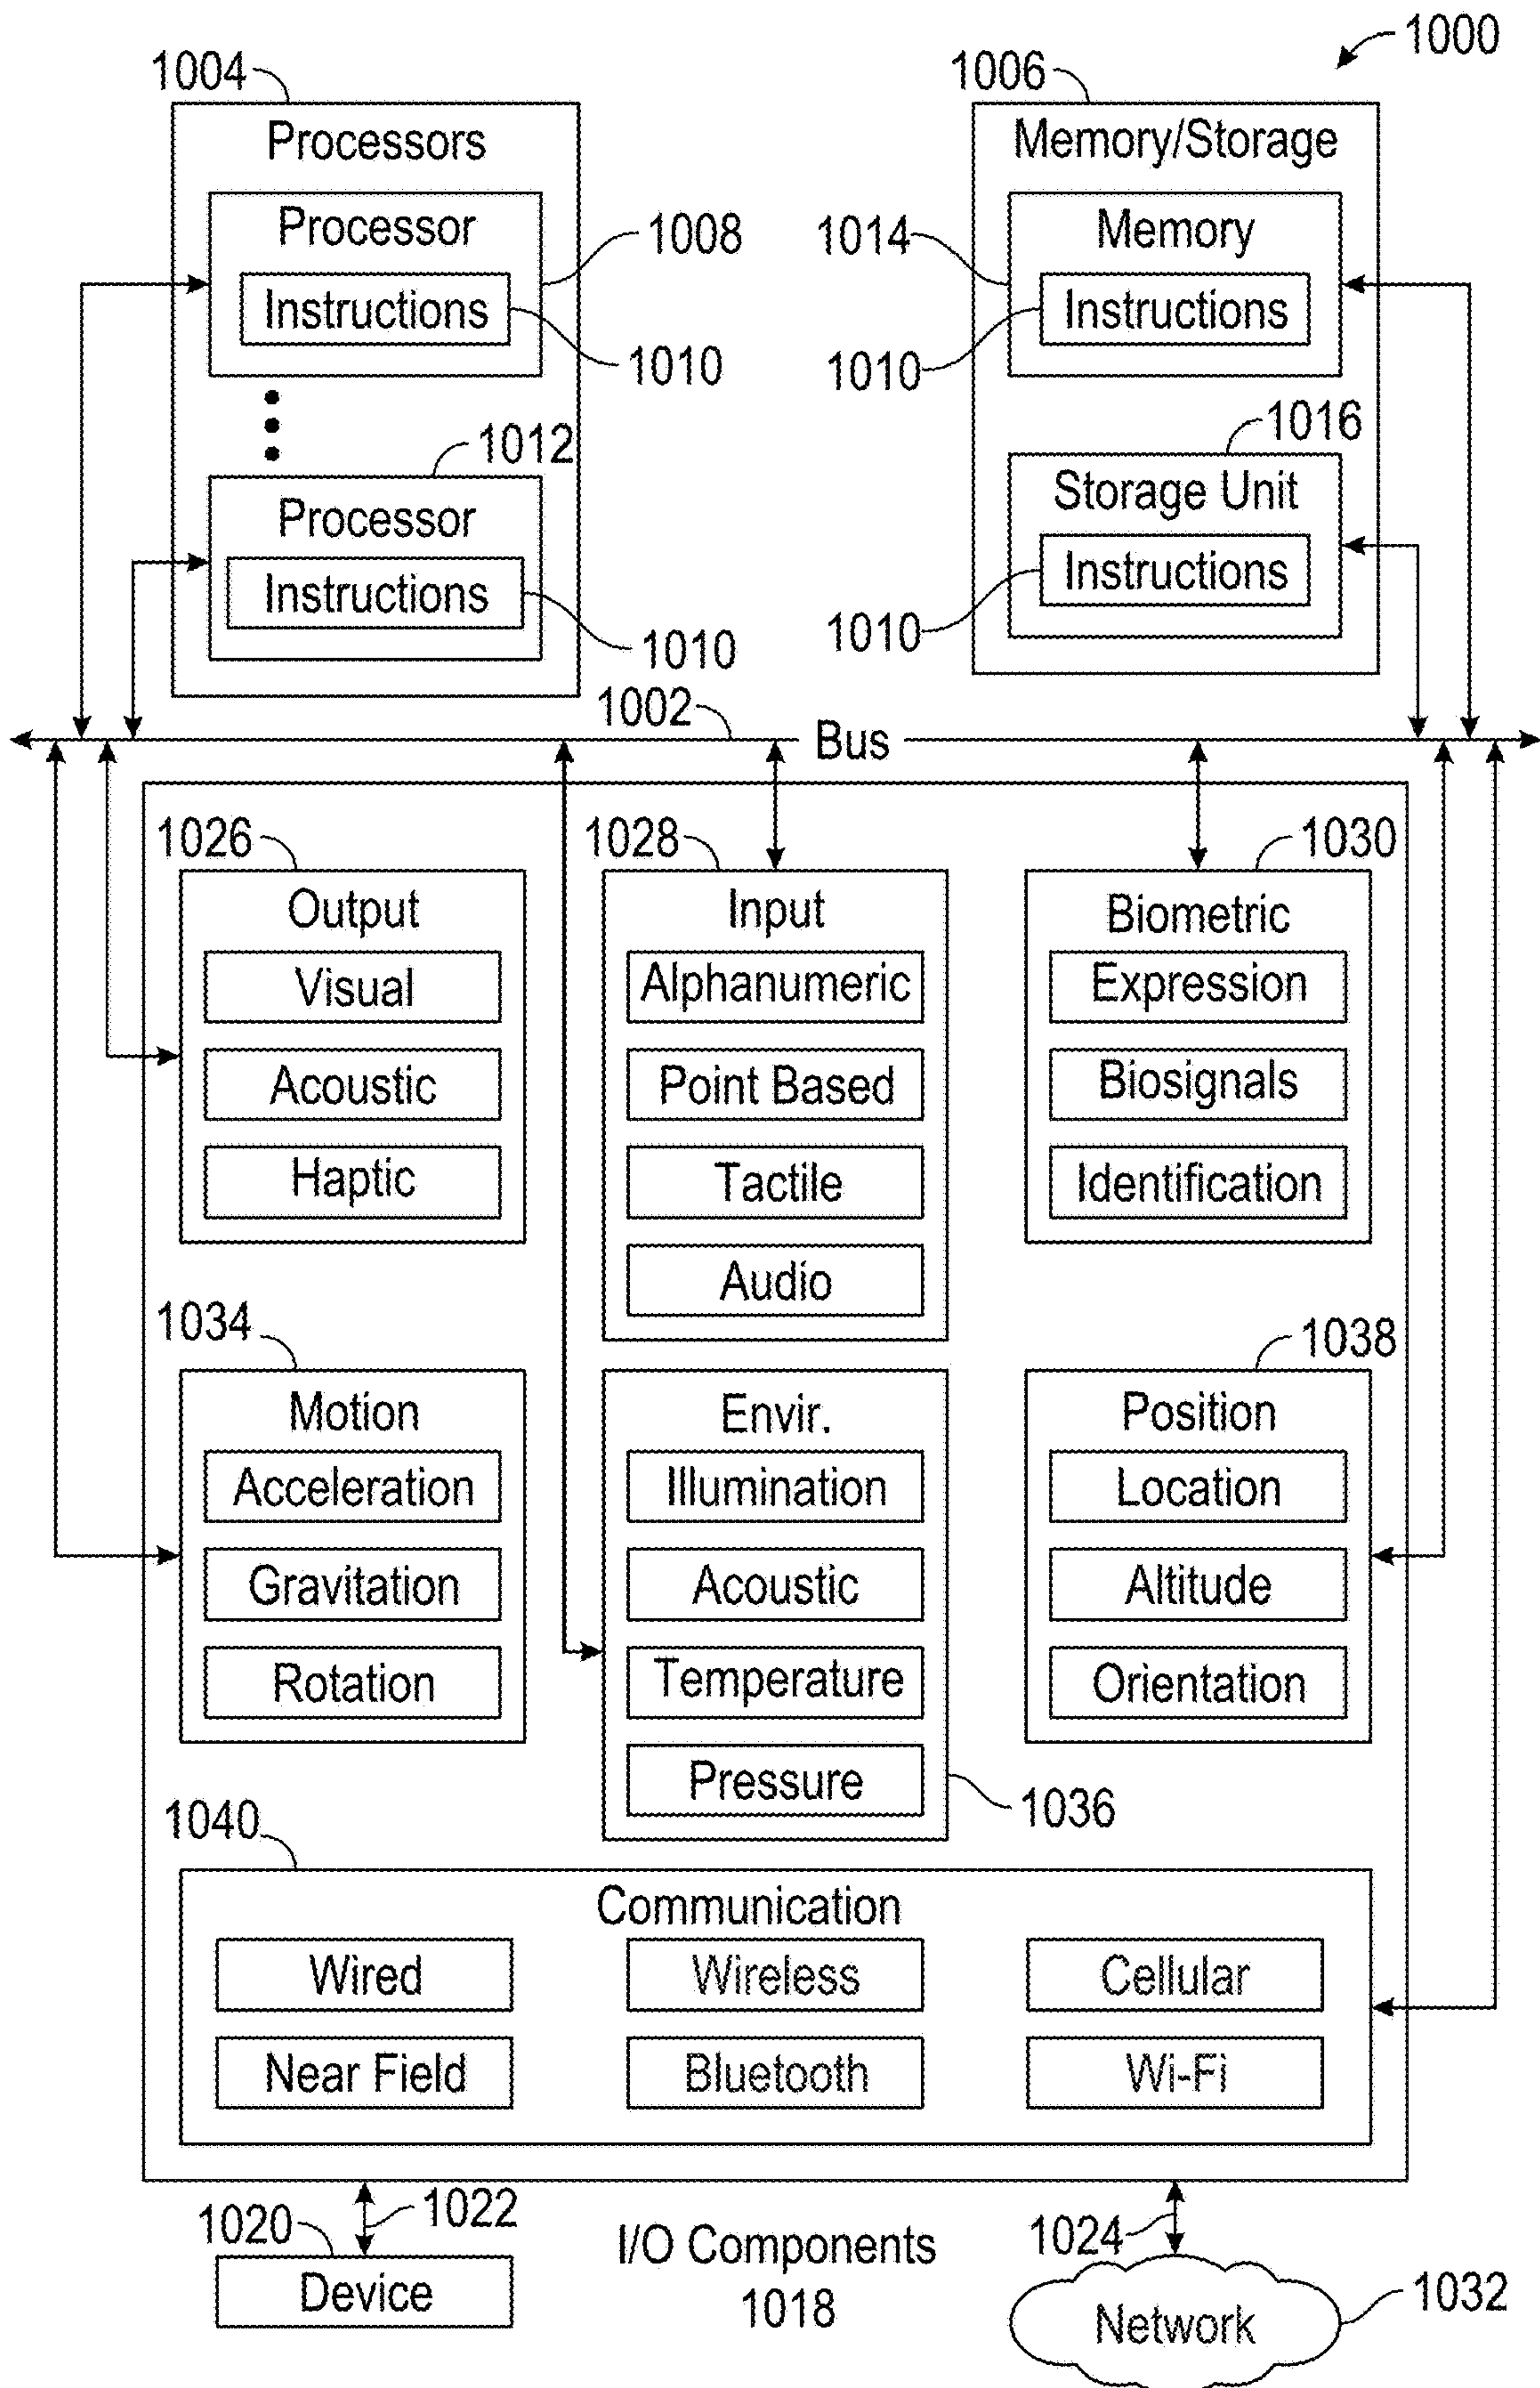 1000
1004
1006
Processors
Memory/Storage
Processor
1008
Instructions
1010
1014
Memory
Instructions
1010
1012
Processor
Instructions
1010
1016
Storage Unit
Instructions
1010
1002
Bus
1026
Output
Visual
Acoustic
Haptic
1028
Input
Alphanumeric
Point Based
Tactile
Audio
1030
Biometric
Expression
Biosignals
Identification
1034
Motion
Acceleration
Gravitation
Rotation
Envir.
Illumination
Acoustic
Temperature
Pressure
1036
1038
Position
Location
Altitude
Orientation
1040
Communication
Wired
Wireless
Cellular
Near Field
Bluetooth
Wi-Fi
1020
1022
Device
I/O Components
1018
1024
Network
1032